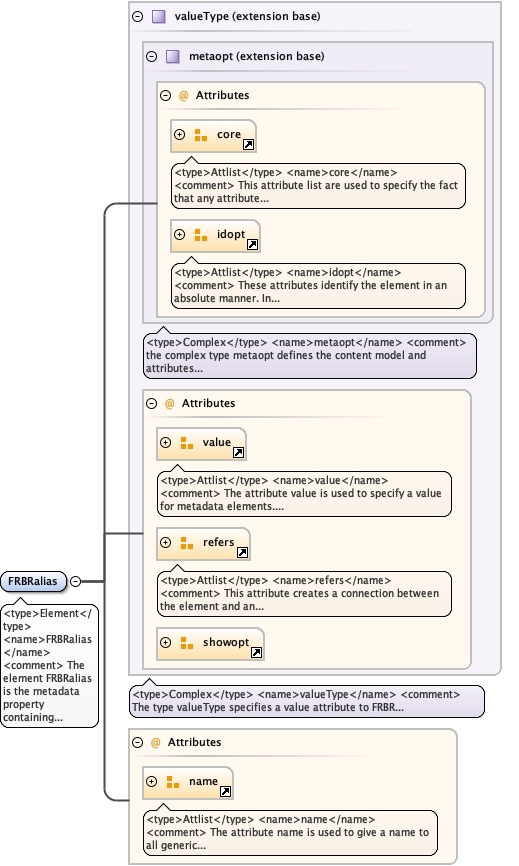 valueType (extension base)
metaopt (extension base)
@ Attributes
core
<type>Attlist</type> <name>core</name>
<comment> This attribute list are used to specify the fact
that any attribute...
idopt
<type>Attlist</type> <name>idopt</name>
<comment> These attributes identify the element in an
absolute manner. In...
<type>Complex</type> <name>metaopt</name> <comment>
the complex type metaopt defines the content model and
attributes...
@ Attributes
value
<type>Attlist</type> <name>value</name>
<comment> The attribute value is used to specify a value
for metadata elements....
refers
<type>Attlist</type> <name>refers</name>
<comment> This attribute creates a connection between
the element and an...
showopt
<type>Complex</type> <name>valueType</name> <comment>
The type valueType specifies a value attribute to FRBR...
FRBRalias
<type>Element</
type>
<name>FRBRalias
</name>
<comment> The
element FRBRalias
is the metadata
property
containing...
@ Attributes
name
<type>Attlist</type> <name>name</name>
<comment> The attribute name is used to give a name to
all generic...